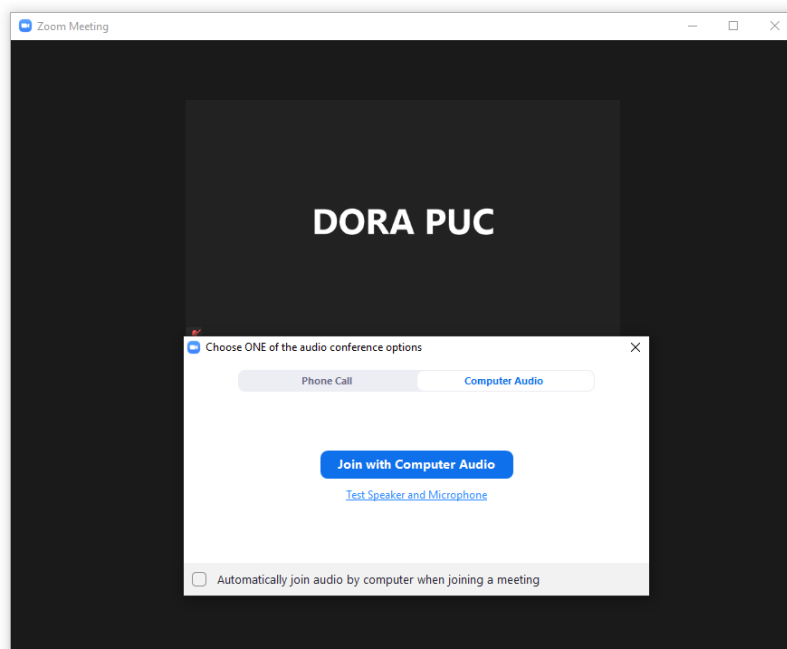 Zoom Meeting
DORA PUC
Choose ONE of the audio conference options
Phone Call
Computer Audio
Join with Computer Audio
Test Speaker and Microphone
Automatically join audio by computer when joining a meeting